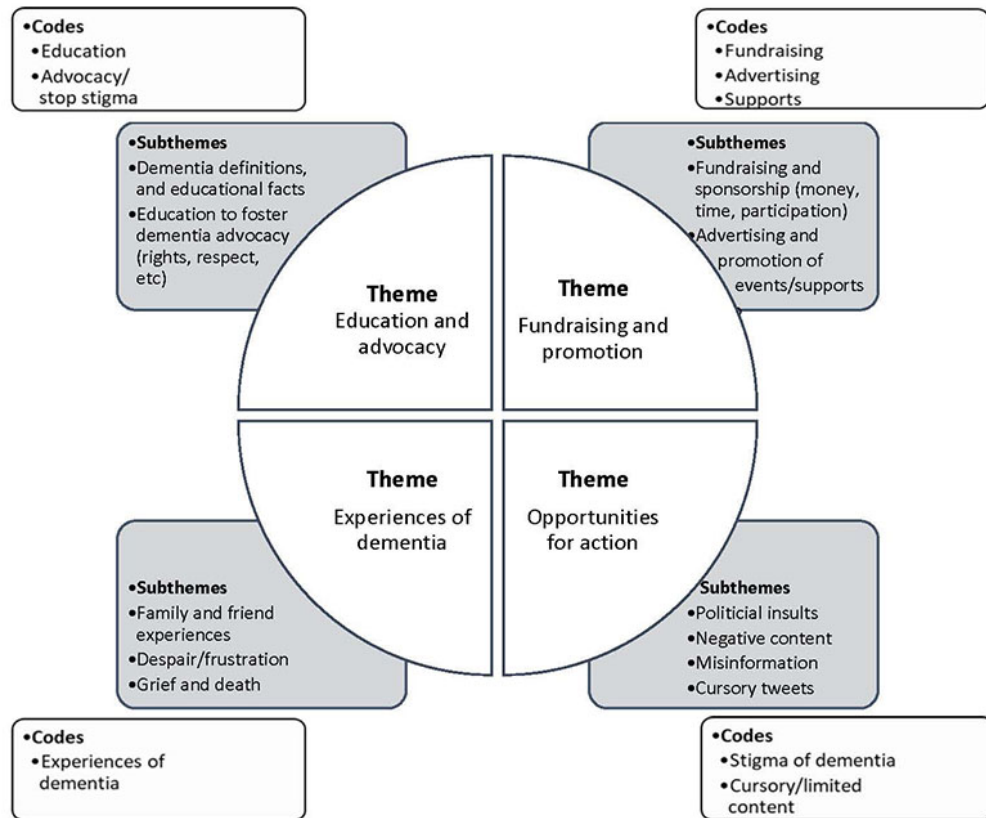 •Codes
•Education
•Advocacy/
stop stigma
•Subthemes
•Dementia definitions,
and educational facts
•Education to foster
dementia advocacy
(rights, respect,
etc)
Theme
Education and
advocacy
•Codes
•Fundraising
•Advertising
•Supports
•Subthemes
•Fundraising and
sponsorship (money,
time, participation)
•Advertising and
promotion of
events/supports
Theme
Fundraising and
promotion
Theme
Experiences of
dementia
•Subthemes
•Family and friend
experiences
•Despair/frustration
•Grief and death
•Codes
•Experiences of
dementia
Theme
Opportunities
for action
Subthemes
•Politicial insults
•Negative content
•Misinformation
•Cursory tweets
•Codes
•Stigma of dementia
•Cursory/limited
content